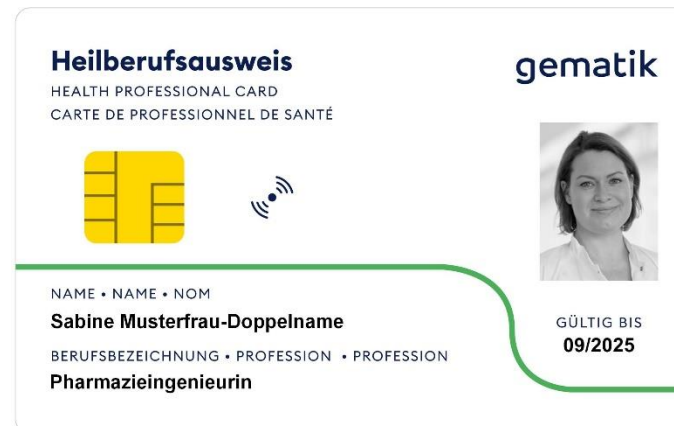 Heilberufsausweis
HEALTH PROFESSIONAL CARD
CARTE DE PROFESSIONNEL DE SANTÉ
gematik
NAME • NAME • NOM
Sabine Musterfrau-Doppelname
BERUFSBEZEICHNUNG • PROFESSION • PROFESSION
Pharmazieingenieurin
GÜLTIG BIS
09/2025